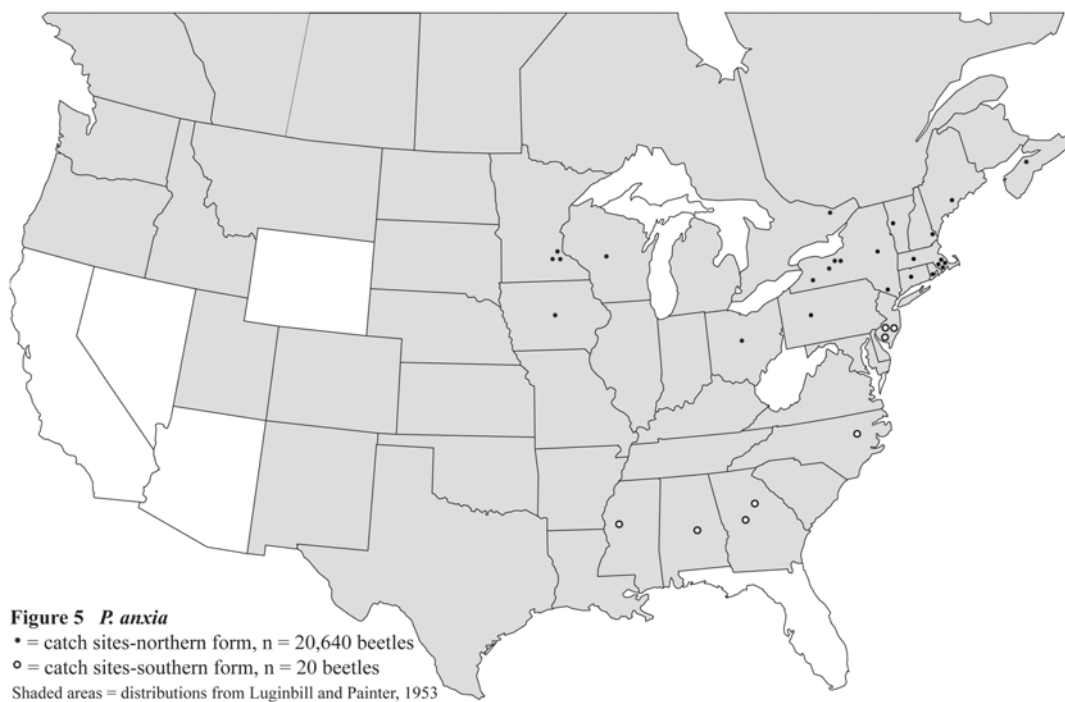 Figure 5 P. anxia
• = catch sites-northern form, n = 20,640 beetles
o = catch sites-southern form, n = 20 beetles
Shaded areas = distributions from Luginbill and Painter, 1953